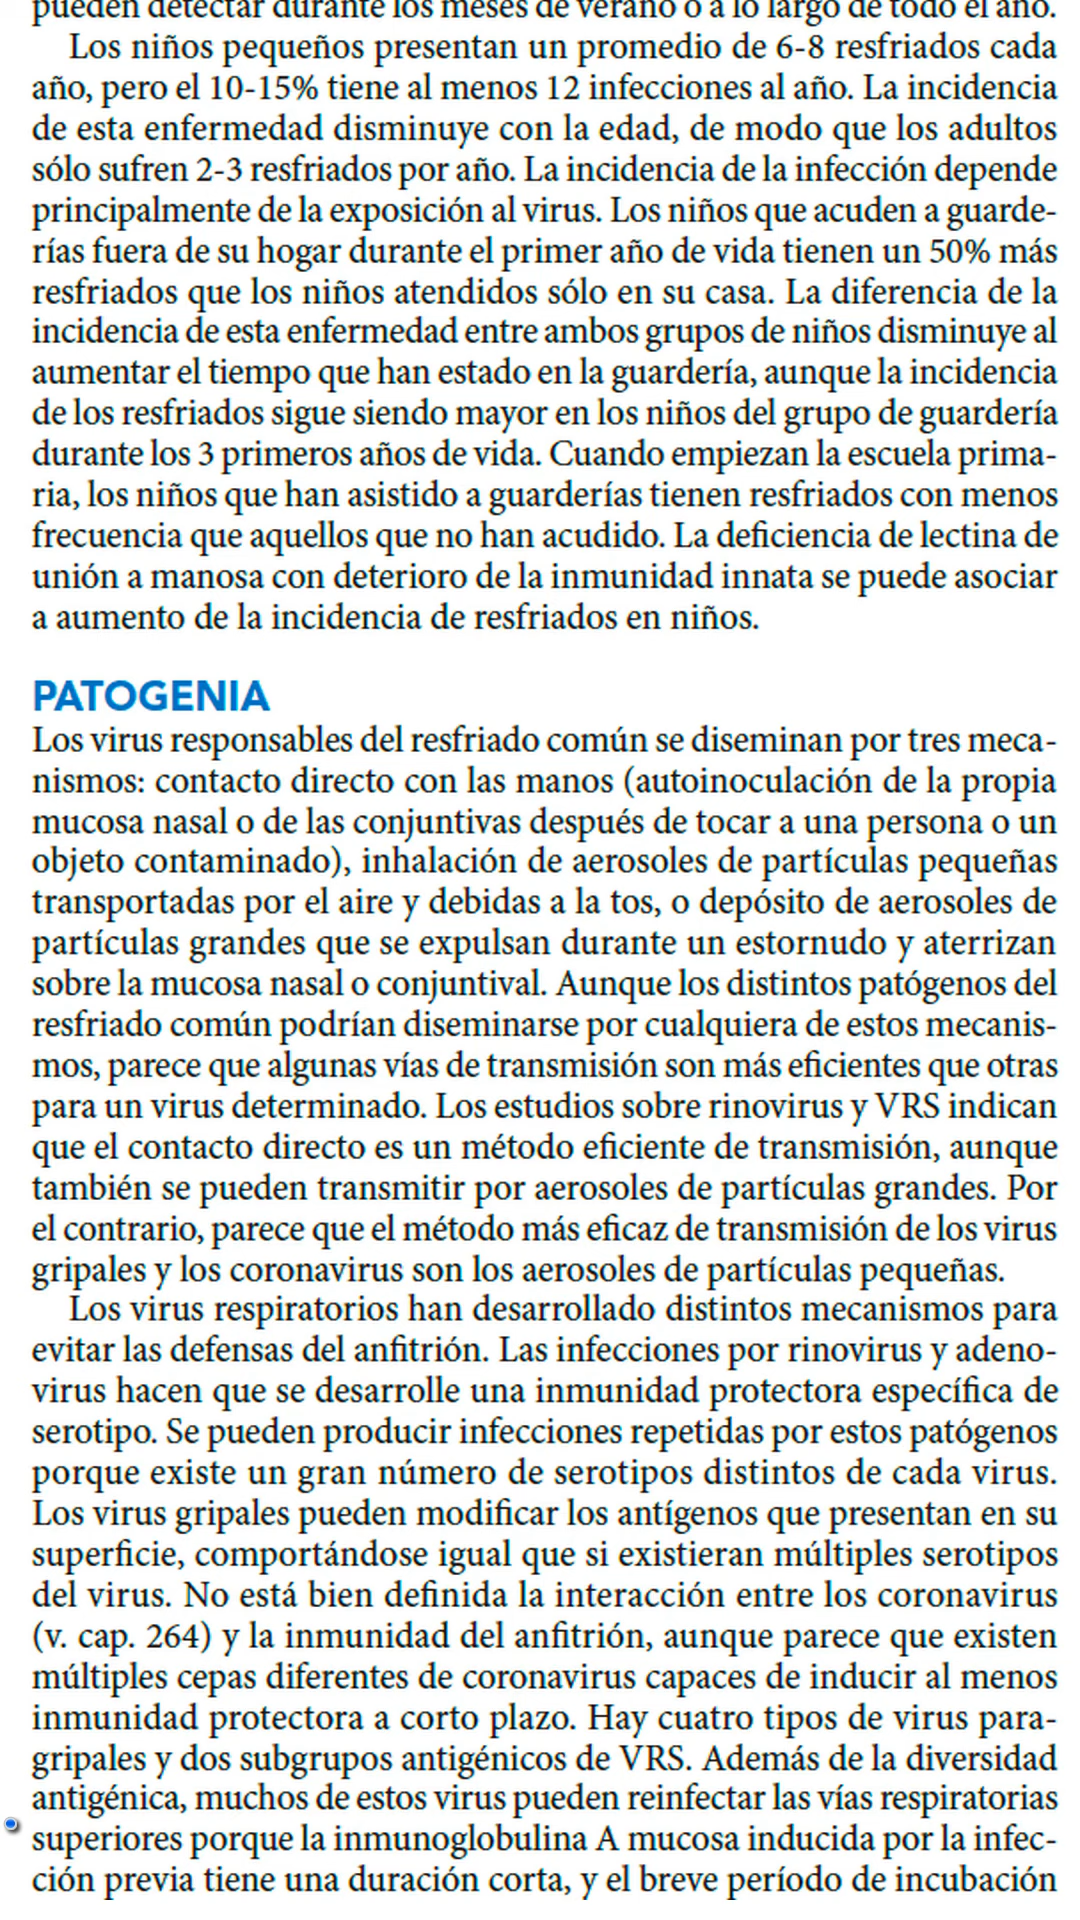 pueden detectar durante los meses de verano o a lo largo de todo el año.
Los niños pequeños presentan un promedio de 6-8 resfriados cada
año, pero el 10-15% tiene al menos 12 infecciones al año. La incidencia
de esta enfermedad disminuye con la edad, de modo que los adultos
sólo sufren 2-3 resfriados por año. La incidencia de la infección depende
principalmente de la exposición al virus. Los niños que acuden a guarde-
rías fuera de su hogar durante el primer año de vida tienen un 50% más
resfriados que los niños atendidos sólo en su casa. La diferencia de la
incidencia de esta enfermedad entre ambos grupos de niños disminuye al
aumentar el tiempo que han estado en la guardería, aunque la incidencia
de los resfriados sigue siendo mayor en los niños del grupo de guardería
durante los 3 primeros años de vida. Cuando empiezan la escuela prima-
ria, los niños que han asistido a guarderías tienen resfriados con menos
frecuencia que aquellos que no han acudido. La deficiencia de lectina de
unión a manosa con deterioro de la inmunidad innata se puede asociar
a aumento de la incidencia de resfriados en niños.
PATOGENIA
Los virus responsables del resfriado común se diseminan por tres meca-
nismos: contacto directo con las manos (autoinoculación de la propia
mucosa nasal o de las conjuntivas después de tocar a una persona o un
objeto contaminado), inhalación de aerosoles de partículas pequeñas
transportadas por el aire y debidas a la tos, o depósito de aerosoles de
partículas grandes que se expulsan durante un estornudo y aterrizan
sobre la mucosa nasal o conjuntival. Aunque los distintos patógenos del
resfriado común podrían diseminarse por cualquiera de estos mecanis-
mos, parece que algunas vías de transmisión son más eficientes que otras
para un virus determinado. Los estudios sobre rinovirus y VRS indican
que el contacto directo es un método eficiente de transmisión, aunque
también se pueden transmitir por aerosoles de partículas grandes. Por
el contrario, parece que el método más eficaz de transmisión de los virus
gripales y los coronavirus son los aerosoles de partículas pequeñas.
Los virus respiratorios han desarrollado distintos mecanismos para
evitar las defensas del anfitrión. Las infecciones por rinovirus y adeno-
virus hacen que se desarrolle una inmunidad protectora específica de
serotipo. Se pueden producir infecciones repetidas por estos patógenos
porque existe un gran número de serotipos distintos de cada virus.
Los virus gripales pueden modificar los antígenos que presentan en su
superficie, comportándose igual que si existieran múltiples serotipos
del virus. No está bien definida la interacción entre los coronavirus
(v. cap. 264) y la inmunidad del anfitrión, aunque parece que existen
múltiples cepas diferentes de coronavirus capaces de inducir al menos
inmunidad protectora a corto plazo. Hay cuatro tipos de virus para-
gripales y dos subgrupos antigénicos de VRS. Además de la diversidad
antigénica, muchos de estos virus pueden reinfectar las vías respiratorias
superiores porque la inmunoglobulina A mucosa inducida por la infec-
ción previa tiene una duración corta, y el breve período de incubación